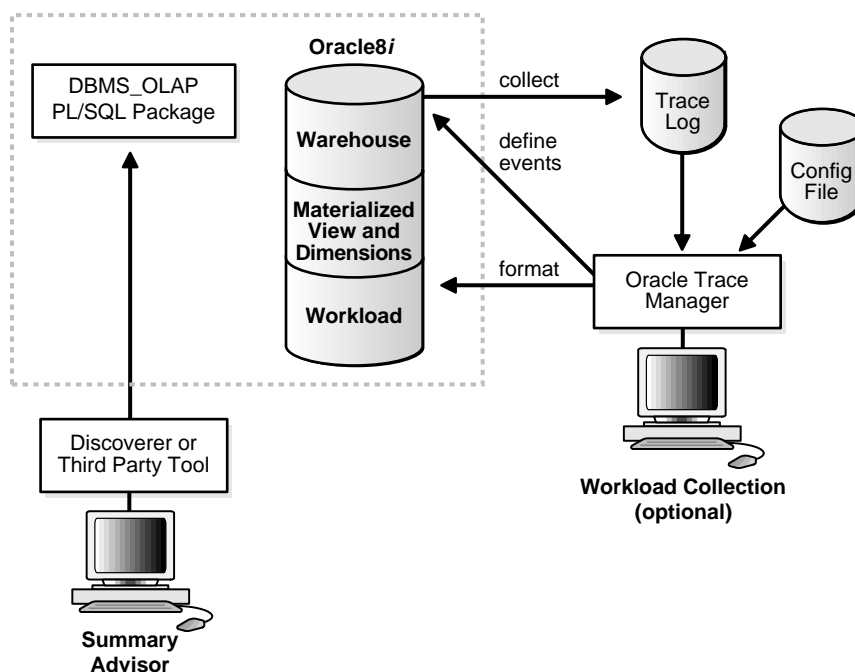 Oracle8i
DBMS_OLAP
PL/SQL Package
Warehouse
Materialized
View and
Dimensions
Workload
collect
define
events
format
Trace
Log
Config
File
Oracle Trace
Manager
Workload Collection
(optional)
Discoverer or
Third Party Tool
Summary
Advisor